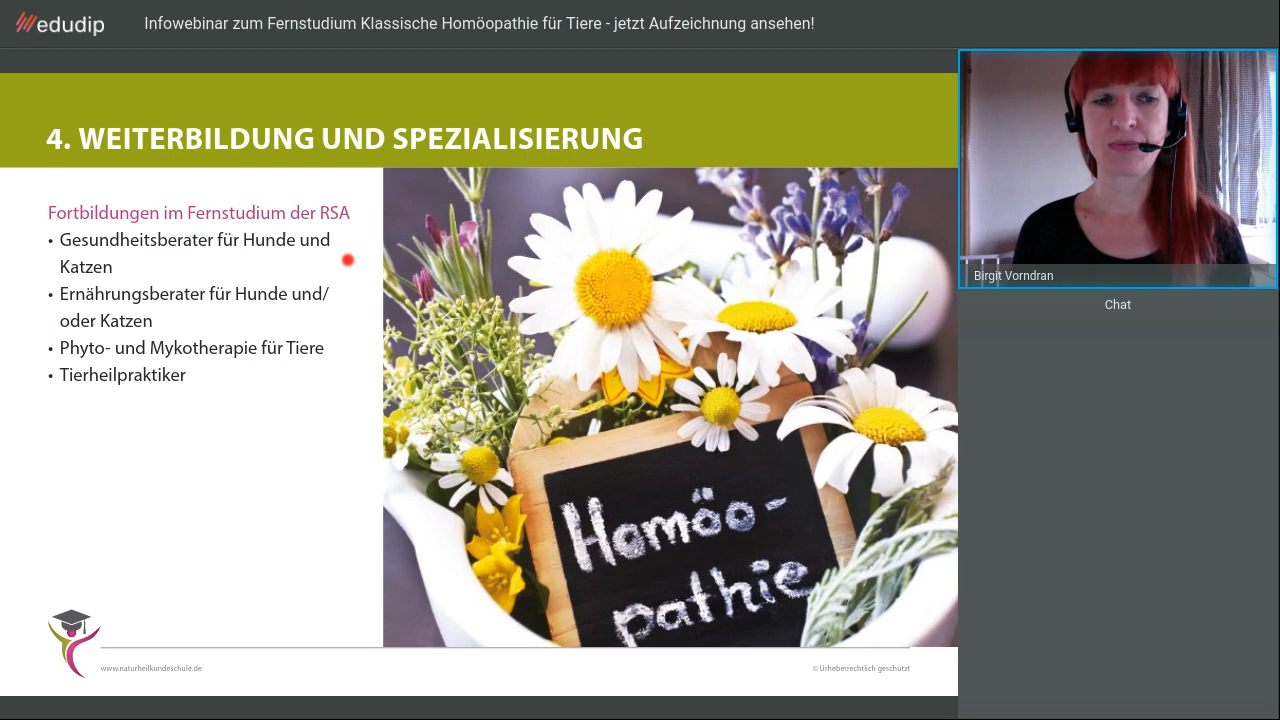 edudip
Infowebinar zum Fernstudium Klassische Homöopathie für Tiere - jetzt Aufzeichnung ansehen!
4. WEITERBILDUNG UND SPEZIALISIERUNG
Fortbildungen im Fernstudium der RSA
• Gesundheitsberater für Hunde und
Katzen
• Ernährungsberater für Hunde und/
oder Katzen
• Phyto- und Mykotherapie für Tiere
• Tierheilpraktiker
Homöo-
pathie
www.naturheilkundeschule.de
© Urheberrechtlich geschützt
Birgit Vorndran
Chat